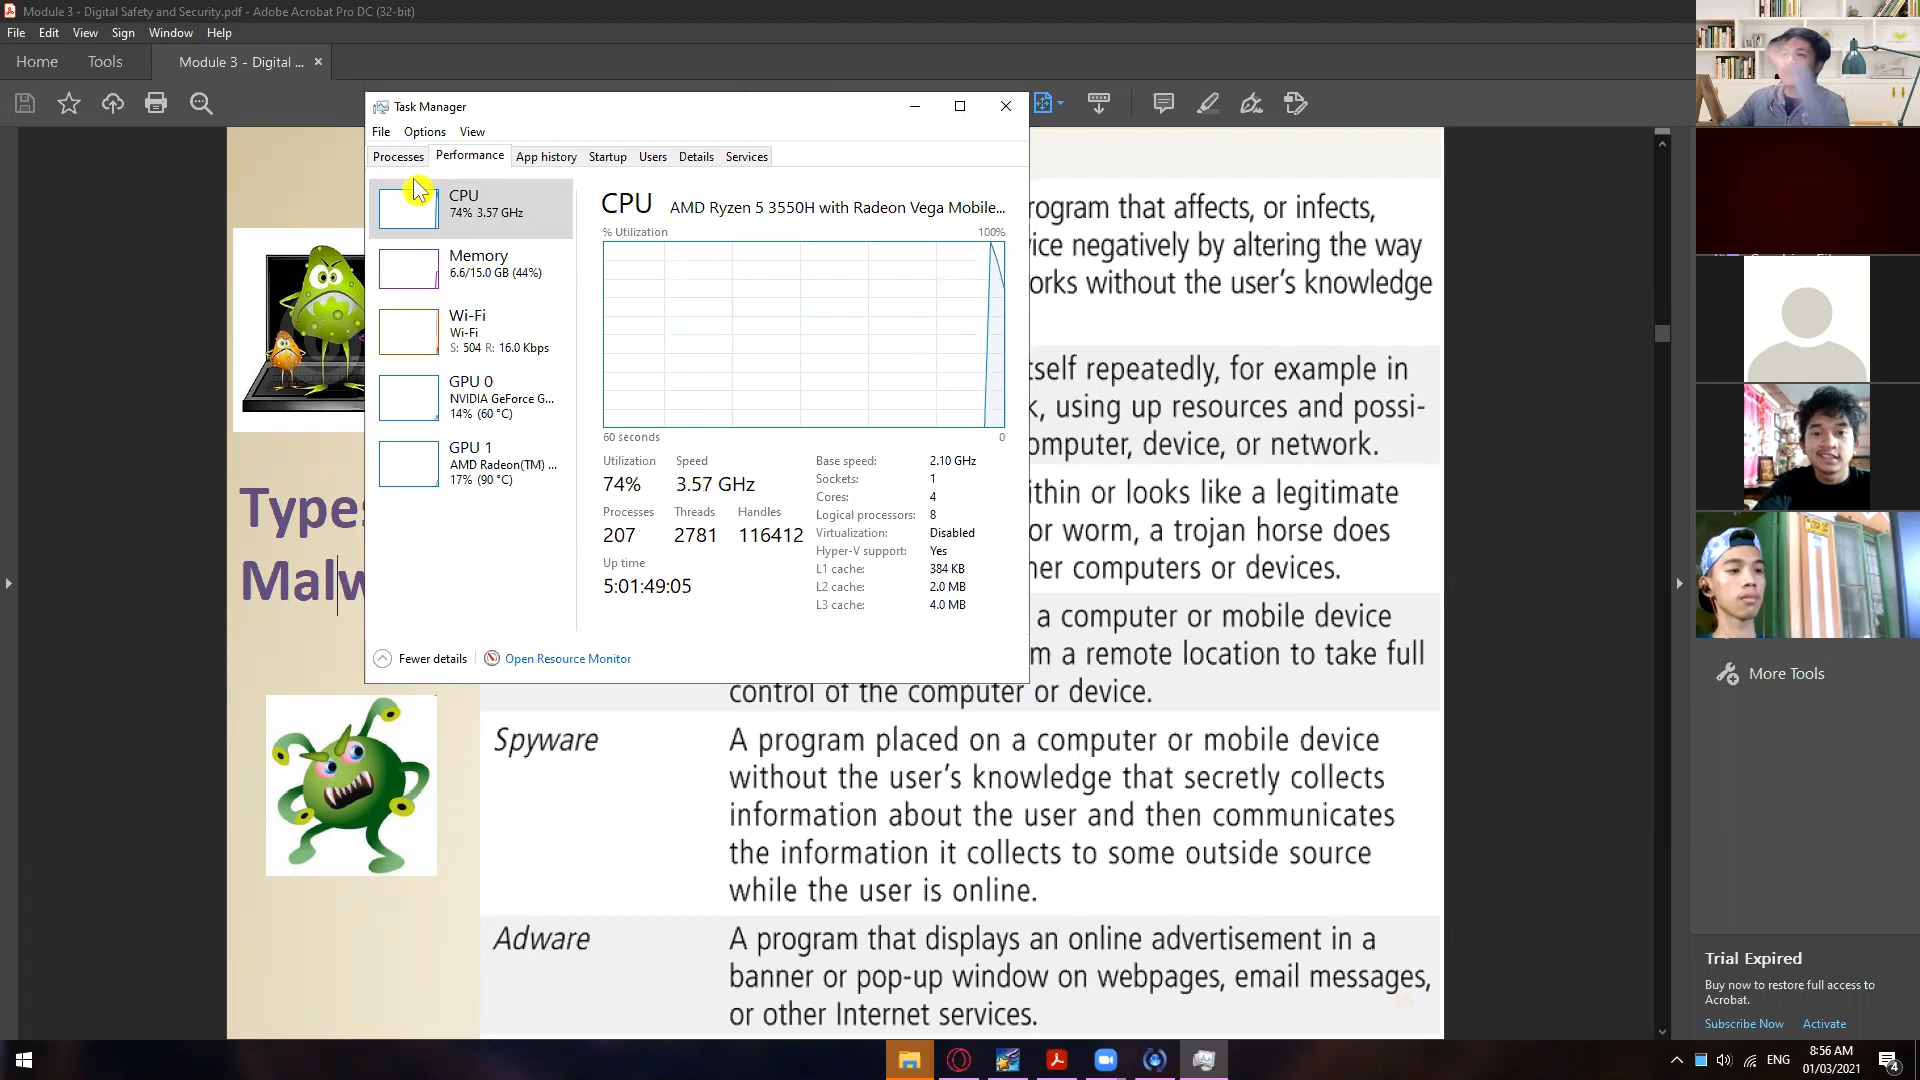 Module 3 - Digital Safety and Security.pdf - Adobe Acrobat Pro DC (32-bit)
File Edit View Sign Window Help
Home Tools Module 3 - Digital ... ×
Task Manager
File Options View
Processes Performance App history Startup Users Details Services
CPU
74% 3.57 GHz
Memory
6.6/15.0 GB (44%)
Wi-Fi
Wi-Fi
S: 504 R: 16.0 Kbps
GPU 0
NVIDIA GeForce G...
14% (60 °C)
GPU 1
AMD Radeon(TM) ...
17% (90 °C)
CPU AMD Ryzen 5 3550H with Radeon Vega Mobile...
% Utilization 100%
60 seconds 0
Utilization Speed
74% 3.57 GHz
Processes Threads Handles
207 2781 116412
Up time
5:01:49:05
Base speed: 2.10 GHz
Sockets: 1
Cores: 4
Logical processors: 8
Virtualization: Disabled
Hyper-V support: Yes
L1 cache: 384 KB
L2 cache: 2.0 MB
L3 cache: 4.0 MB
Fewer details Open Resource Monitor
Types
Malw
rogram that affects, or infects,
ice negatively by altering the way
orks without the user's knowledge
tself repeatedly, for example in
k, using up resources and possi-
omputer, device, or network.
ithin or looks like a legitimate
or worm, a trojan horse does
her computers or devices.
a computer or mobile device
m a remote location to take full
control of the computer or device.
Spyware A program placed on a computer or mobile device
without the user's knowledge that secretly collects
information about the user and then communicates
the information it collects to some outside source
while the user is online.
Adware A program that displays an online advertisement in a
banner or pop-up window on webpages, email messages,
or other Internet services.
More Tools
Trial Expired
Buy now to restore full access to
Acrobat.
Subscribe Now Activate
ENG
8:56 AM
01/03/2021
4